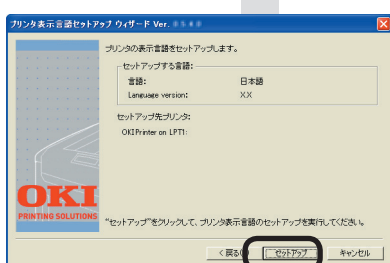 プリンタ表示言語セットアップ ウィザード Ver.
プリンタの表示言語をセットアップします。
セットアップする言語:
言語: 日本語
Language version: XX
セットアップ先プリンタ:
OKIPrinter on LPT1:
OKI
PRINTING SOLUTIONS
"セットアップ"をクリックして、プリンタ表示言語のセットアップを実行してください。
< 戻る セットアップ キャンセル